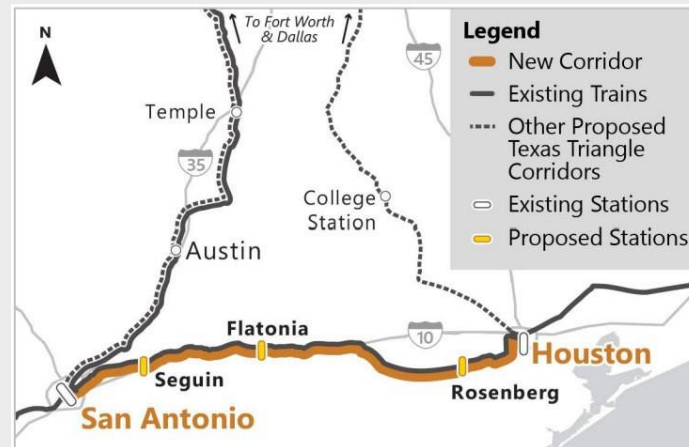 To Fort Worth
& Dallas
N
45
Temple
35
College
Station
Austin
Flatonia
10
Houston
Seguin
Rosenberg
San Antonio
Legend
New Corridor
Existing Trains
Other Proposed
Texas Triangle
Corridors
Existing Stations
Proposed Stations